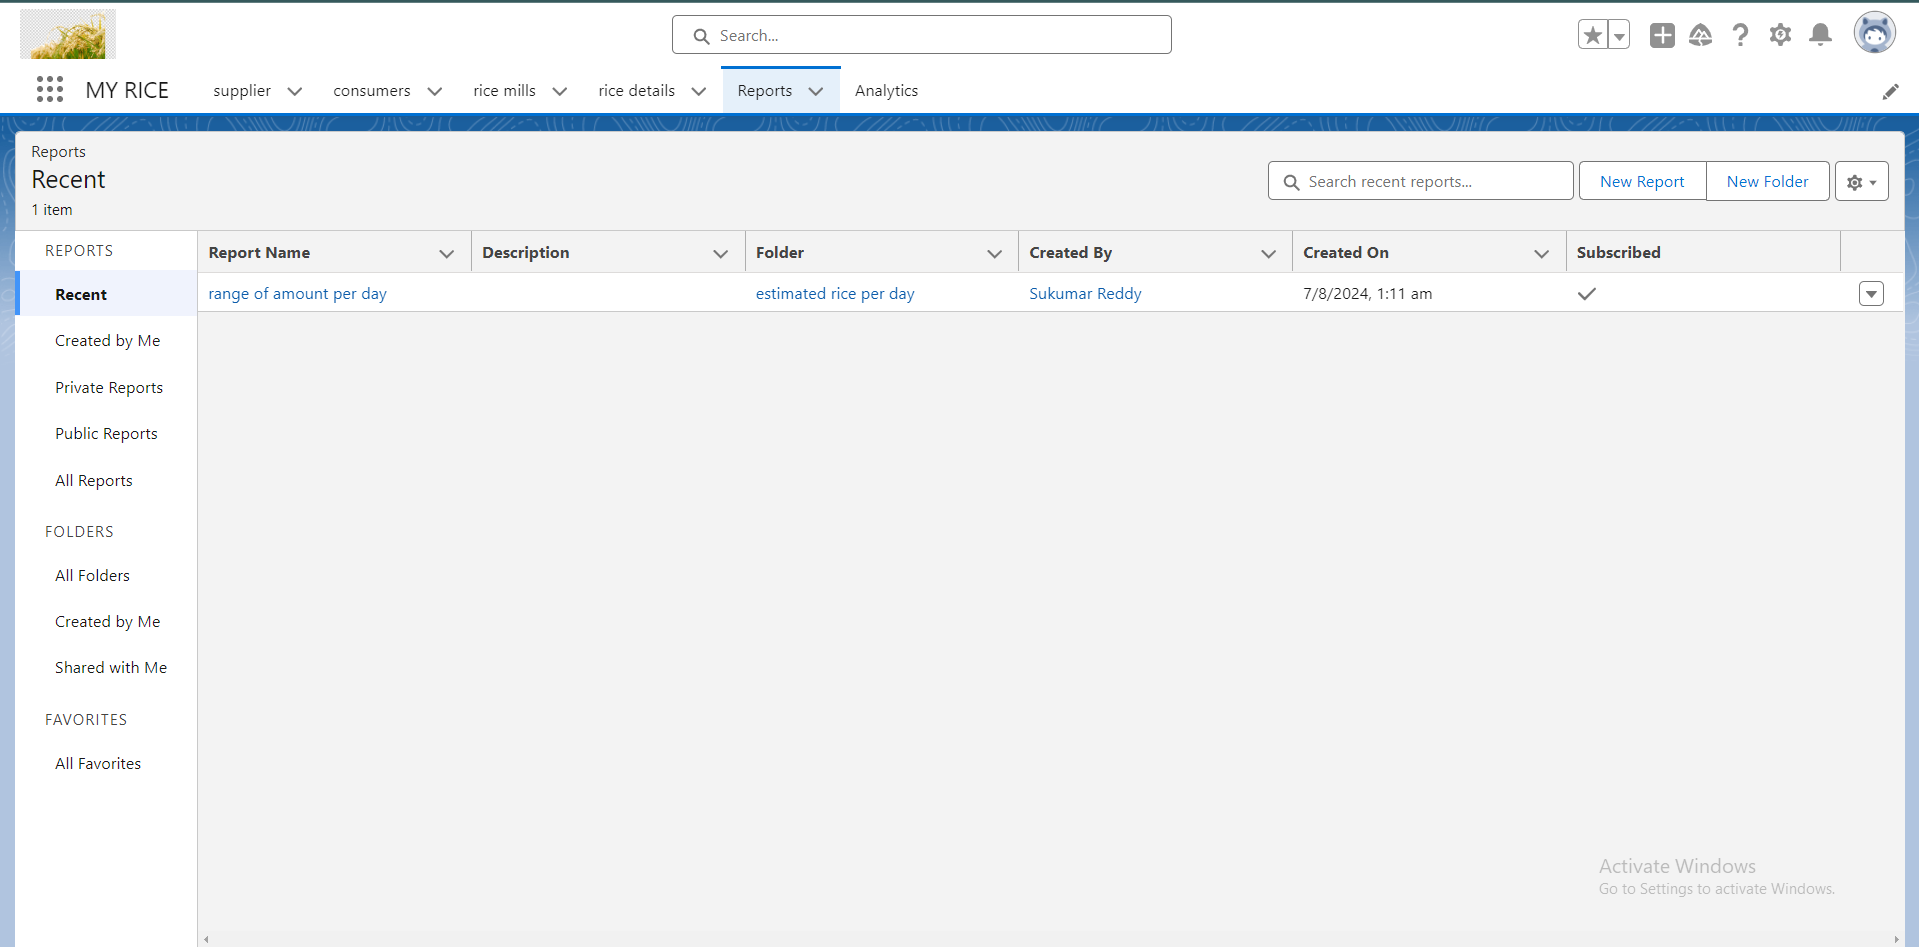 Search...
MY RICE
supplier
consumers
rice mills
rice details
Reports
Analytics
Reports
Recent
1 item
Search recent reports...
New Report
New Folder
REPORTS
Recent
Created by Me
Private Reports
Public Reports
All Reports
FOLDERS
All Folders
Created by Me
Shared with Me
FAVORITES
All Favorites
Report Name Description Folder Created By Created On Subscribed
range of amount per day estimated rice per day Sukumar Reddy 7/8/2024, 1:11 am
Activate Windows
Go to Settings to activate Windows.